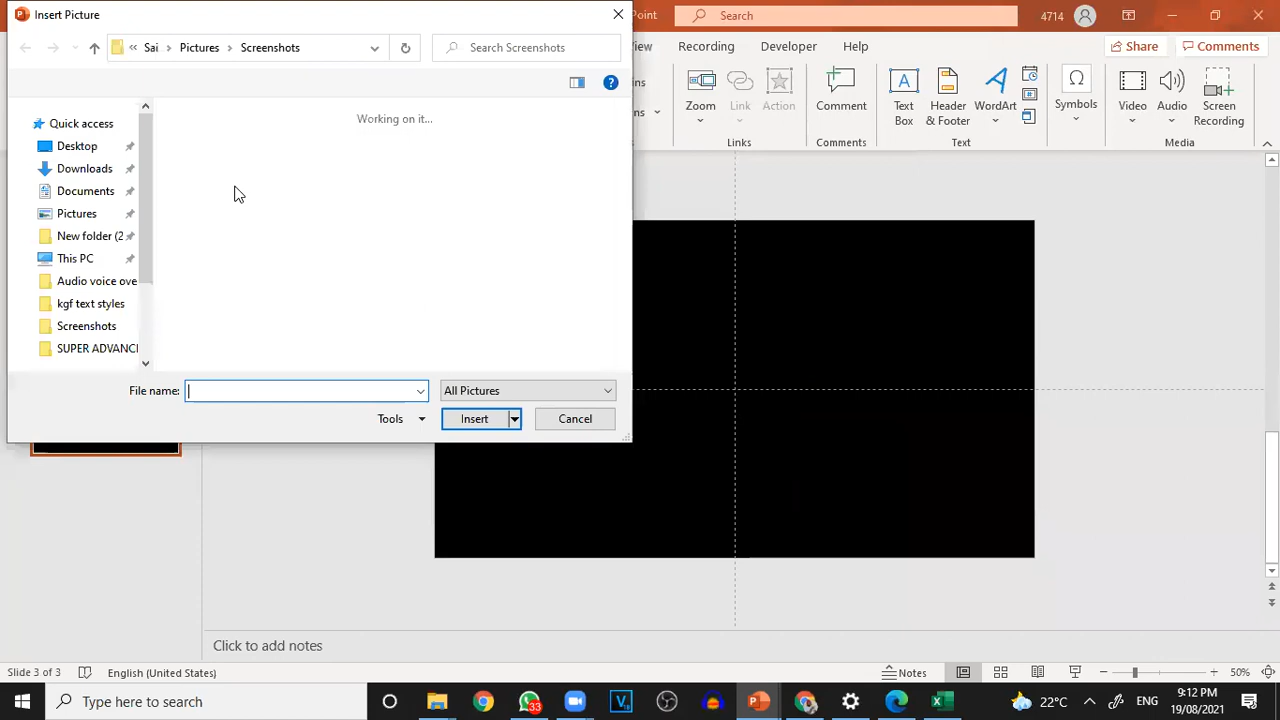 Insert Picture
Point
Search
4714
Sai
Pictures
Screenshots
Search Screenshots
Recording
Developer
Help
Share
Comments
Working on it...
Zoom
Link
Action
Comment
Text Box
Header & Footer
WordArt
Symbols
Video
Audio
Screen Recording
Links
Comments
Text
Media
Quick access
Desktop
Downloads
Documents
Pictures
New folder (2
This PC
Audio voice ove
kgf text styles
Screenshots
SUPER ADVANC
File name:
All Pictures
Tools
Insert
Cancel
Click to add notes
Slide 3 of 3
English (United States)
Notes
50%
Type here to search
33
22°C
ENG
9:12 PM
19/08/2021